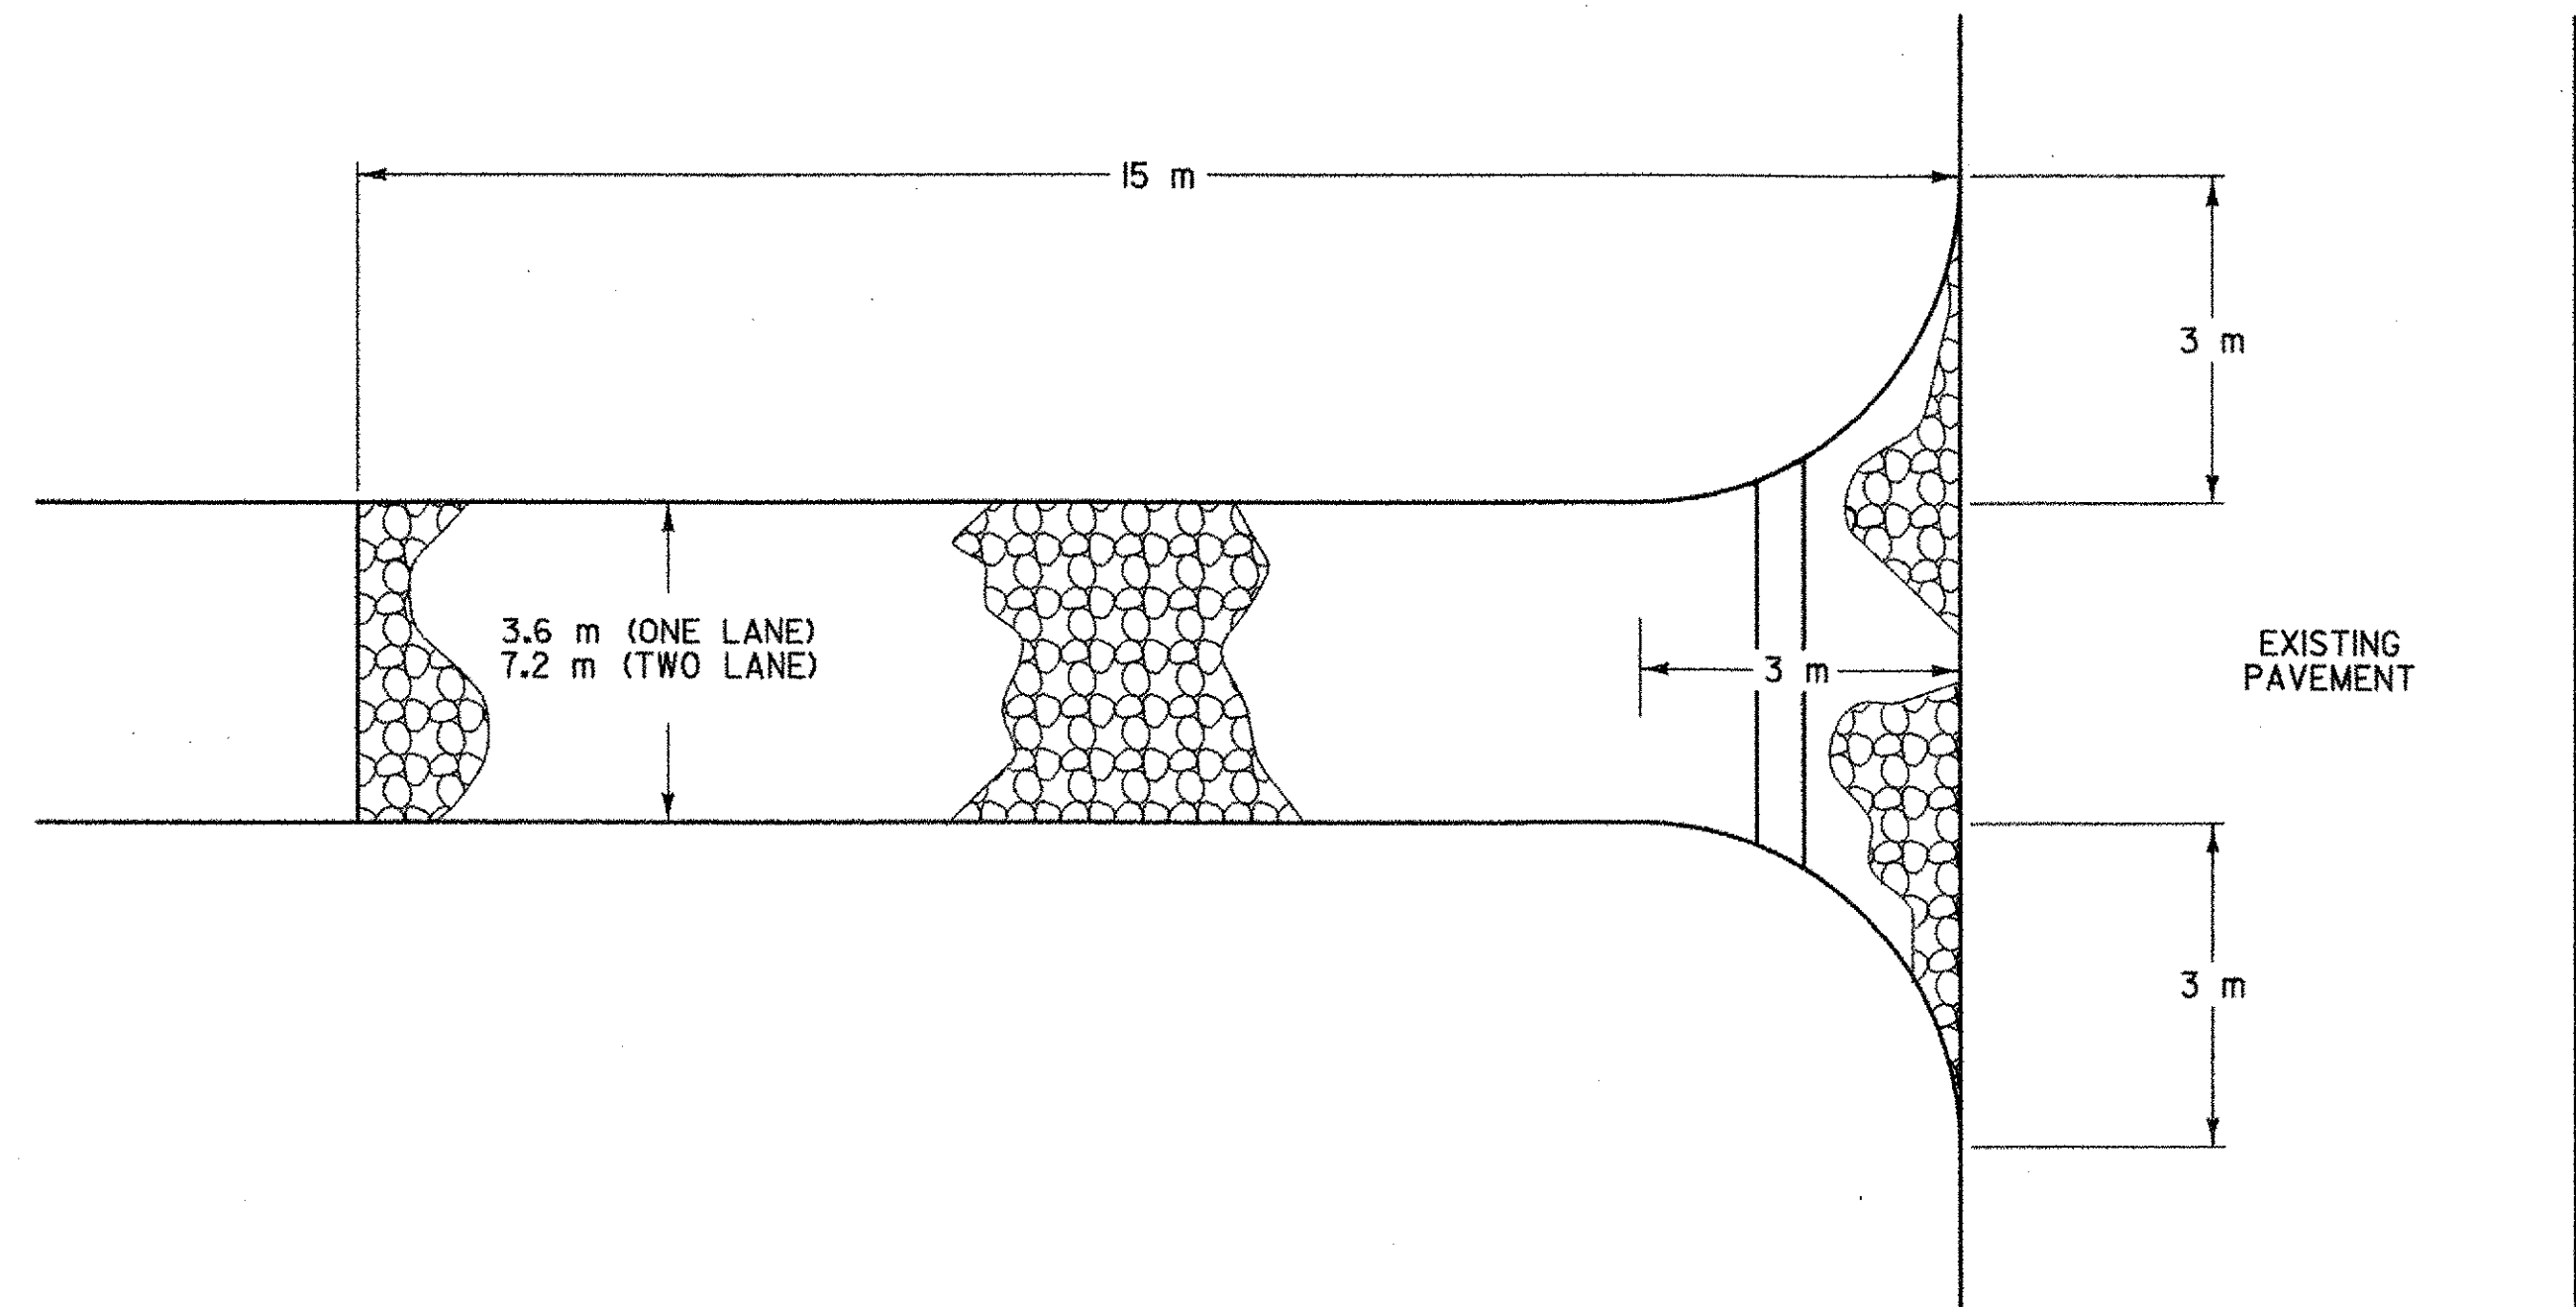 15 m
3 m
3.6 m (ONE LANE)
7.2 m (TWO LANE)
3 m
EXISTING
PAVEMENT
3 m